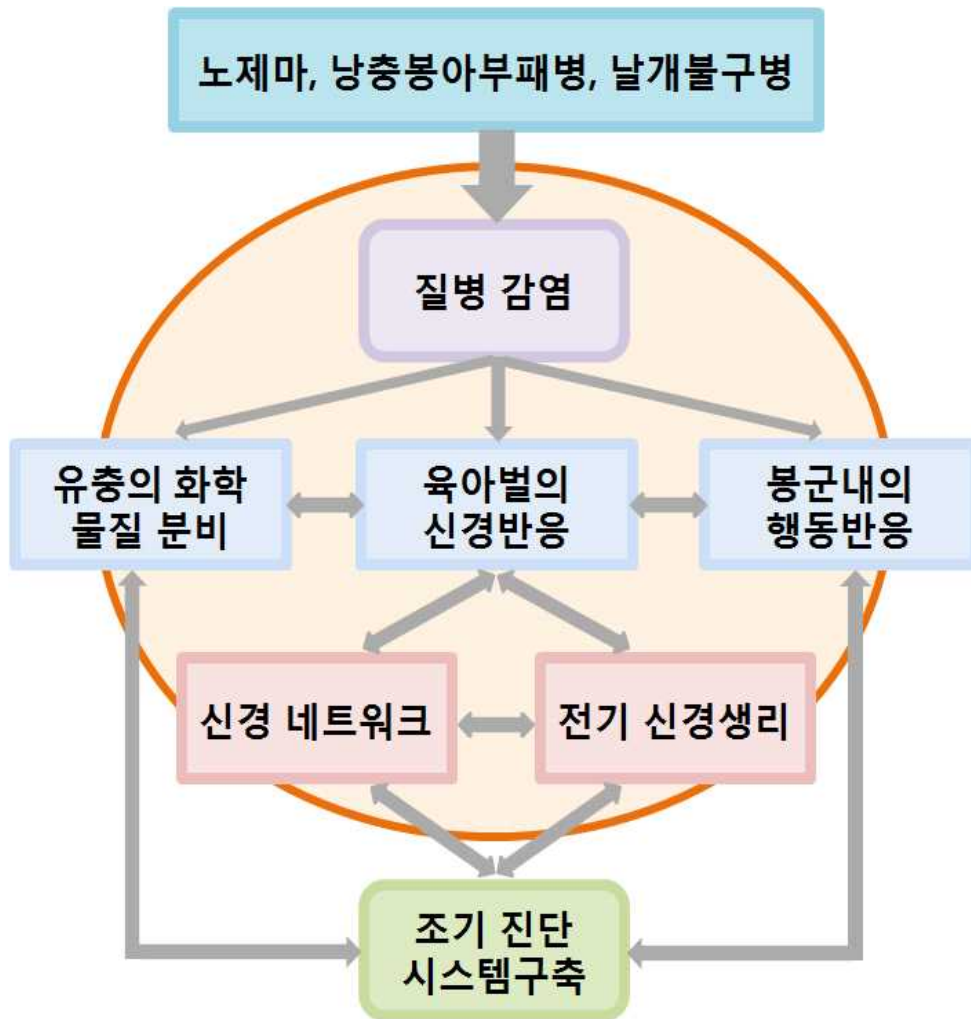 노제마, 낭충봉아부패병, 날개불구병
질병 감염
유충의 화학
물질 분비
육아벌의
신경반응
봉군내의
행동반응
신경 네트워크
전기 신경생리
조기 진단
시스템구축